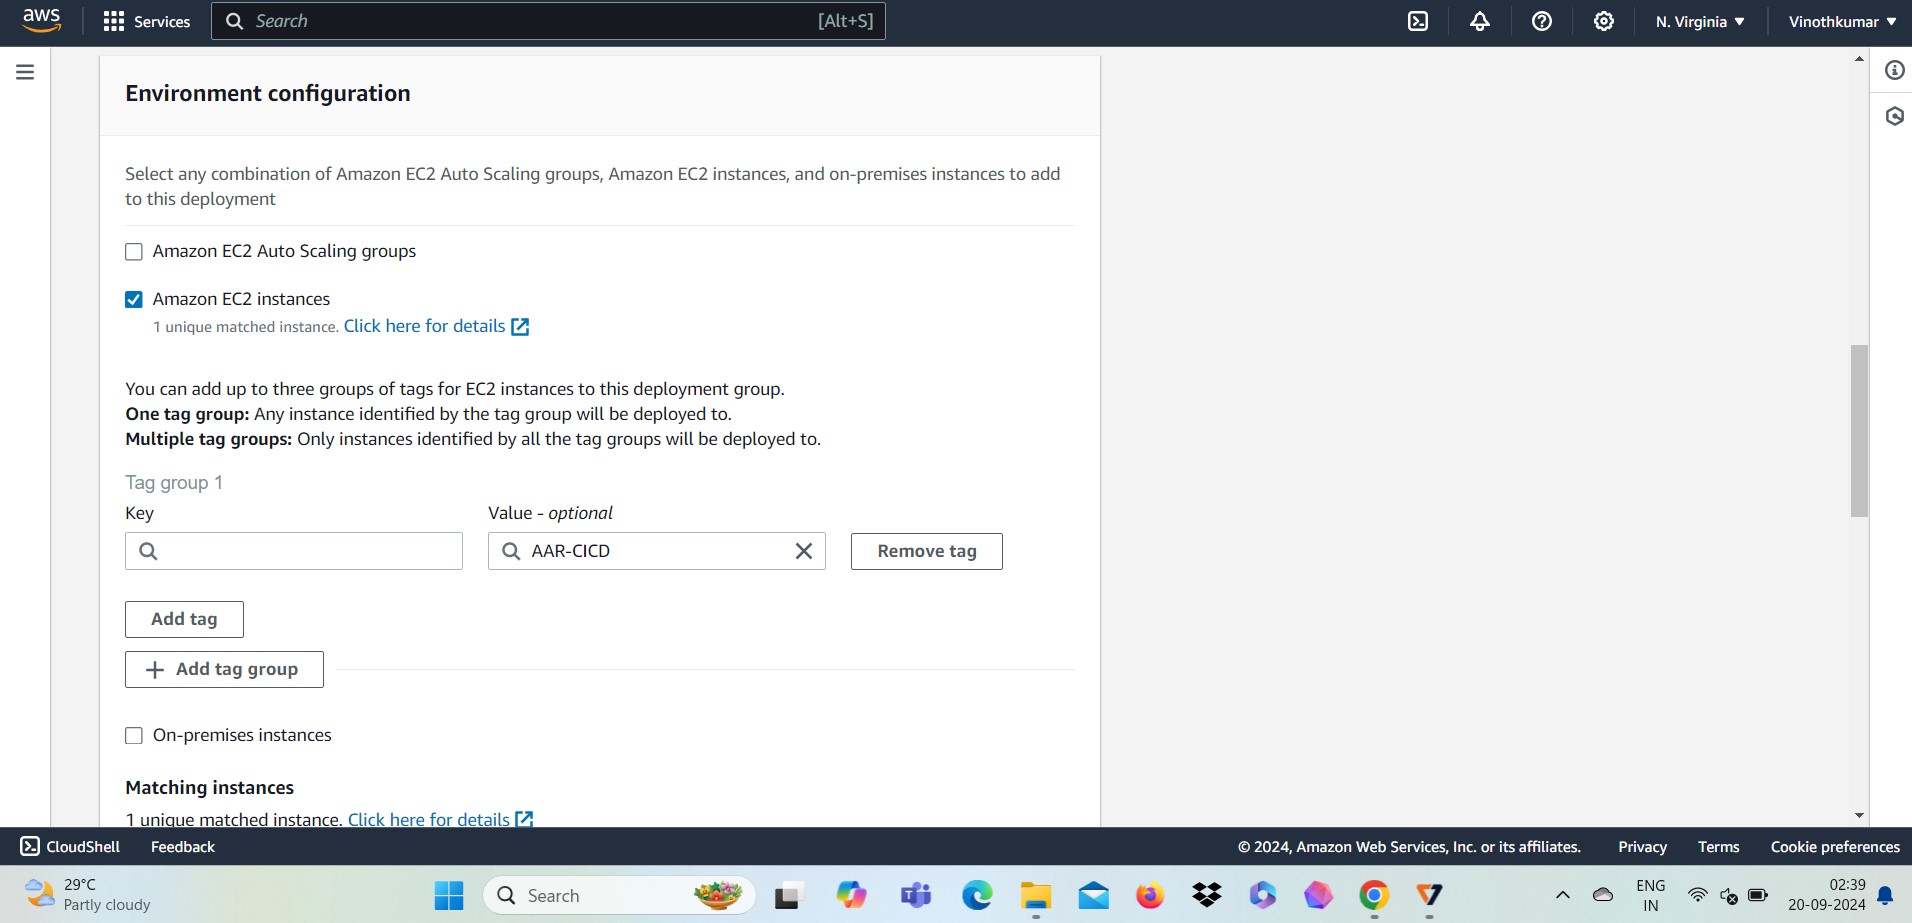 aws
Services
Search
[Alt+S]
N. Virginia
Vinothkumar
Environment configuration
Select any combination of Amazon EC2 Auto Scaling groups, Amazon EC2 instances, and on-premises instances to add
to this deployment
Amazon EC2 Auto Scaling groups
Amazon EC2 instances
1 unique matched instance. Click here for details
You can add up to three groups of tags for EC2 instances to this deployment group.
One tag group: Any instance identified by the tag group will be deployed to.
Multiple tag groups: Only instances identified by all the tag groups will be deployed to.
Tag group 1
Key
Value - optional
AAR-CICD
Remove tag
Add tag
Add tag group
On-premises instances
Matching instances
1 unique matched instance. Click here for details
CloudShell
Feedback
© 2024, Amazon Web Services, Inc. or its affiliates.
Privacy
Terms
Cookie preferences
29°C
Partly cloudy
Search
ENG
IN
02:39
20-09-2024